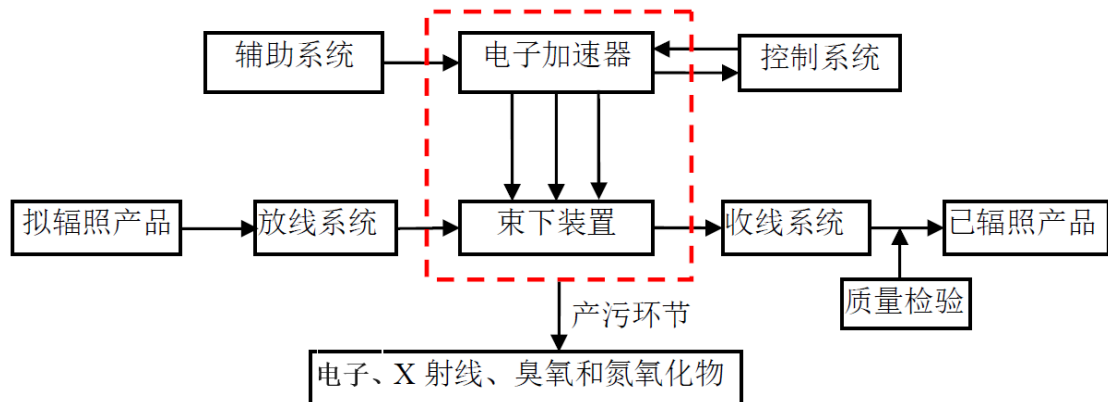 辅助系统
电子加速器
控制系统
拟辐照产品
放线系统
束下装置
收线系统
已辐照产品
产污环节
质量检验
电子、X 射线、臭氧和氮氧化物